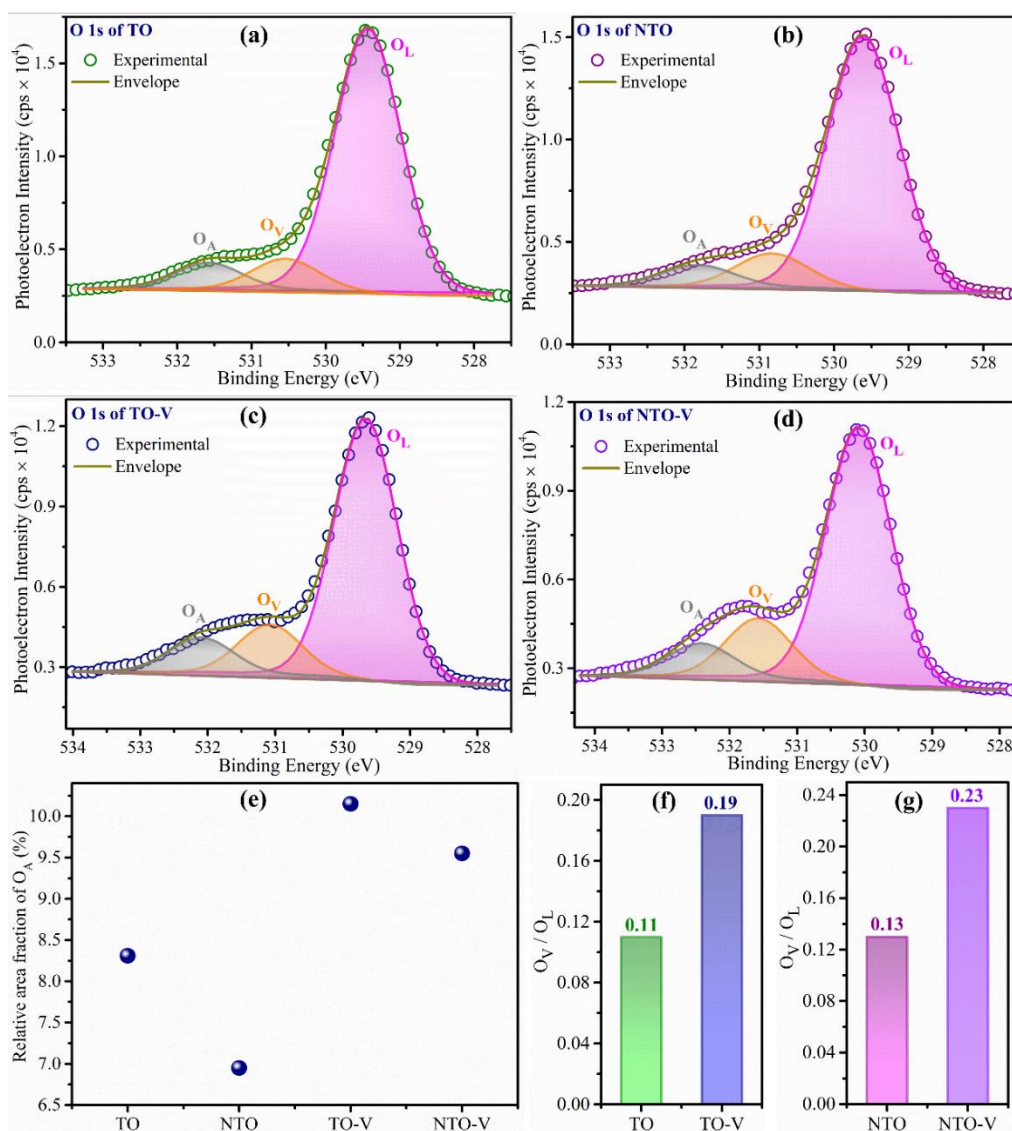 O 1s of TO
(a)
Experimental
Envelope
O_L
O_V
O_A
Photoelectron Intensity (cps × 10⁴)
1.5
1.0
0.5
0.0
533 532 531 530 529 528
Binding Energy (eV)
O 1s of NTO
(b)
Experimental
Envelope
O_L
O_V
O_A
Photoelectron Intensity (cps × 10⁴)
1.5
1.0
0.5
0.0
533 532 531 530 529 528
Binding Energy (eV)
O 1s of TO-V
(c)
Experimental
Envelope
O_L
O_V
O_A
Photoelectron Intensity (cps × 10⁴)
1.2
0.9
0.6
0.3
534 533 532 531 530 529 528
Binding Energy (eV)
O 1s of NTO-V
(d)
Experimental
Envelope
O_L
O_V
O_A
Photoelectron Intensity (cps × 10⁴)
1.2
0.9
0.6
0.3
534 533 532 531 530 529 528
Binding Energy (eV)
(e)
Relative area fraction of O_A (%)
10.0
9.5
9.0
8.5
8.0
7.5
7.0
6.5
TO NTO TO-V NTO-V
(f)
O_V / O_L
0.20
0.16
0.12
0.08
0.04
0.00
0.11
0.19
TO TO-V
(g)
O_V / O_L
0.24
0.20
0.16
0.12
0.08
0.04
0.00
0.13
0.23
NTO NTO-V